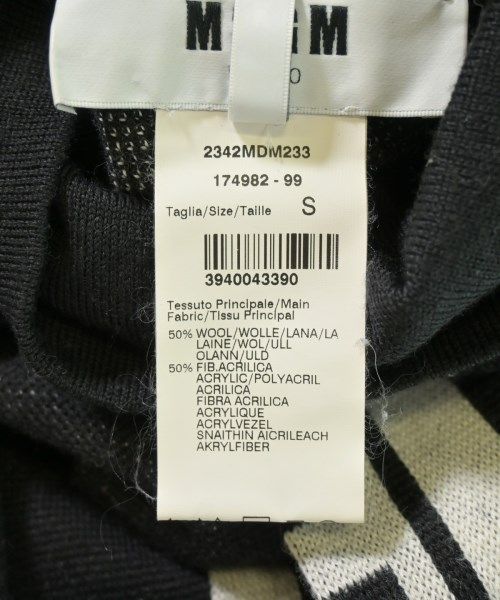 2342MDM233
174982 - 99
Taglia/Size/Taille S
3940043390
Tessuto Principale/Main
Fabric/Tissu Principal
50% WOOL/WOLLE/LANA/LA
LAINE/WOL/ULL
OLANN/ULD
50% FIB.ACRILICA
ACRYLIC/POLYACRIL
ACRILICA
FIBRA ACRILICA
ACRYLIQUE
ACRYLVEZEL
SNAITHIN AICRILEACH
AKRYLFIBER